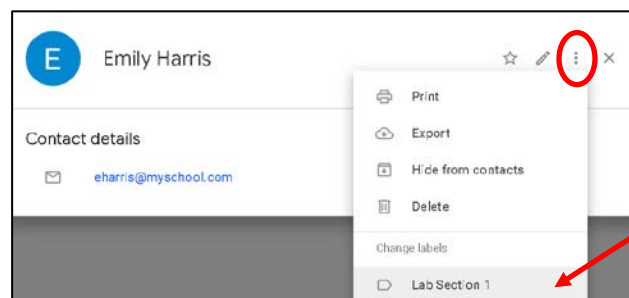 E
Emily Harris
Print
Export
Hide from contacts
Delete
Contact details
eharris@myschool.com
Change labels
Lab Section 1